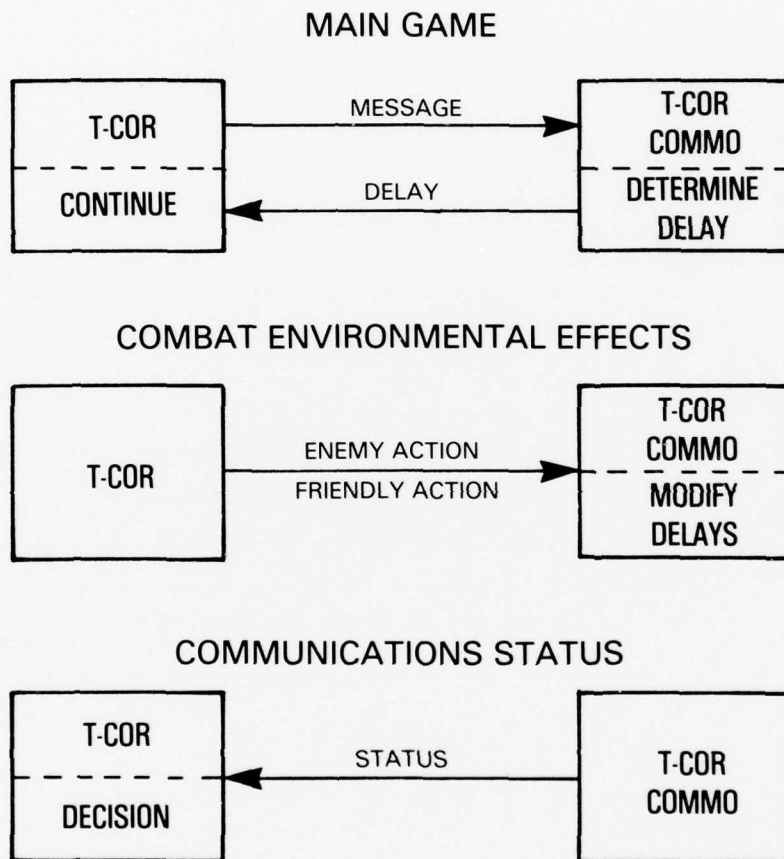 MAIN GAME
T-COR
CONTINUE
MESSAGE
DELAY
T-COR
COMMO
DETERMINE
DELAY
COMBAT ENVIRONMENTAL EFFECTS
T-COR
ENEMY ACTION
FRIENDLY ACTION
T-COR
COMMO
MODIFY
DELAYS
COMMUNICATIONS STATUS
T-COR
DECISION
STATUS
T-COR
COMMO